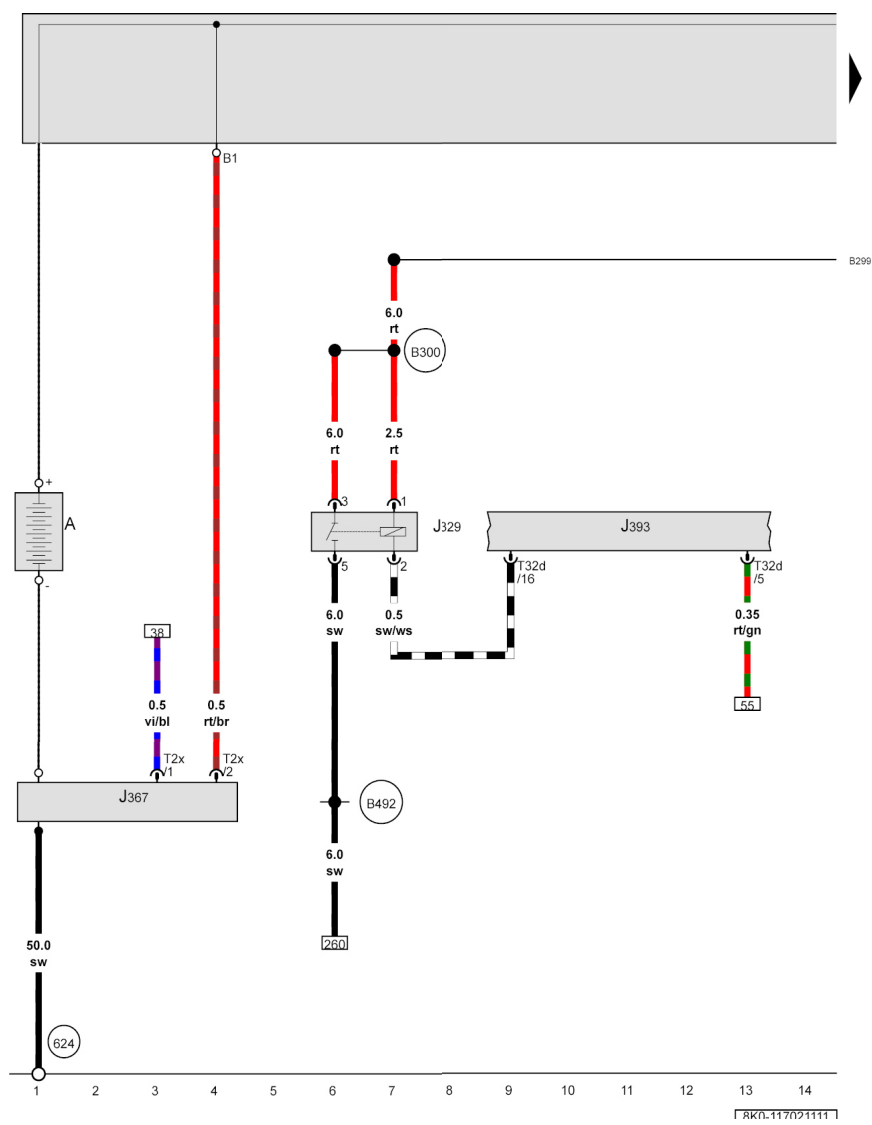 B1
B299
6.0
rt
B300
6.0
rt
2.5
rt
+
A
-
3
1
J329
J393
5
2
T32d
/16
T32d
/5
6.0
sw
0.5
sw/ws
0.35
rt/gn
38
55
0.5
vi/bl
0.5
rt/br
T2x
/1
T2x
/2
J367
B492
6.0
sw
260
50.0
sw
624
1 2 3 4 5 6 7 8 9 10 11 12 13 14
8K0-117021111